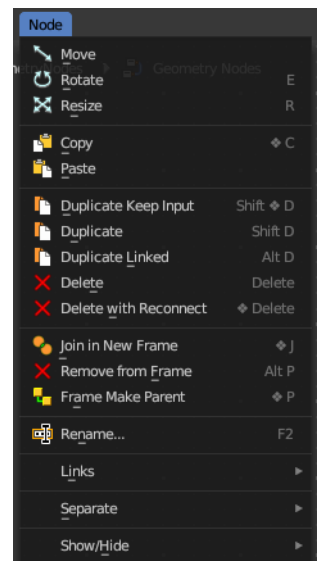 Node
Move
etryNodes Geometry Nodes
Rotate E
Resize R
Copy ❖ C
Paste
Duplicate Keep Input Shift ❖ D
Duplicate Shift D
Duplicate Linked Alt D
Delete Delete
Delete with Reconnect ❖ Delete
Join in New Frame ❖ J
Remove from Frame Alt P
Frame Make Parent ❖ P
Rename... F2
Links
Separate
Show/Hide